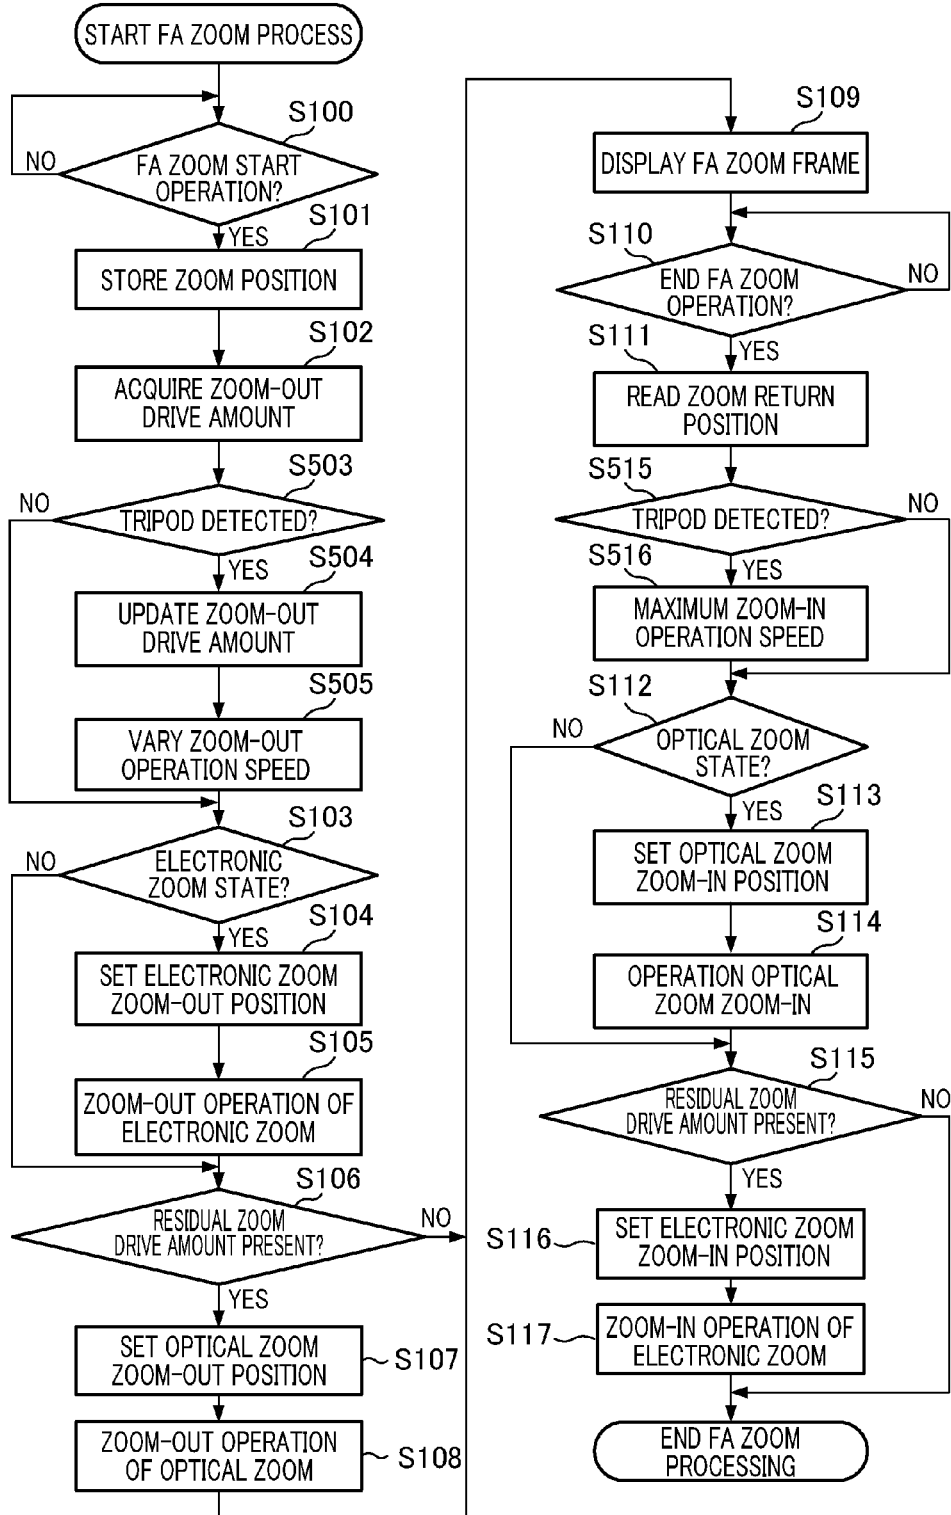 START FA ZOOM PROCESS
S100
NO
FA ZOOM START
OPERATION?
YES
S101
STORE ZOOM POSITION
S102
ACQUIRE ZOOM-OUT
DRIVE AMOUNT
S503
NO
TRIPOD DETECTED?
YES
S504
UPDATE ZOOM-OUT
DRIVE AMOUNT
S505
VARY ZOOM-OUT
OPERATION SPEED
S103
NO
ELECTRONIC
ZOOM STATE?
YES
S104
SET ELECTRONIC ZOOM
ZOOM-OUT POSITION
S105
ZOOM-OUT OPERATION OF
ELECTRONIC ZOOM
S106
RESIDUAL ZOOM
DRIVE AMOUNT PRESENT?
NO
YES
SET OPTICAL ZOOM
ZOOM-OUT POSITION
S107
ZOOM-OUT OPERATION
OF OPTICAL ZOOM
S108
S109
DISPLAY FA ZOOM FRAME
S110
END FA ZOOM
OPERATION?
NO
YES
S111
READ ZOOM RETURN
POSITION
S515
TRIPOD DETECTED?
NO
YES
S516
MAXIMUM ZOOM-IN
OPERATION SPEED
S112
NO
OPTICAL ZOOM
STATE?
YES
S113
SET OPTICAL ZOOM
ZOOM-IN POSITION
S114
OPERATION OPTICAL
ZOOM ZOOM-IN
S115
RESIDUAL ZOOM
DRIVE AMOUNT PRESENT?
NO
YES
S116
SET ELECTRONIC ZOOM
ZOOM-IN POSITION
S117
ZOOM-IN OPERATION OF
ELECTRONIC ZOOM
END FA ZOOM
PROCESSING